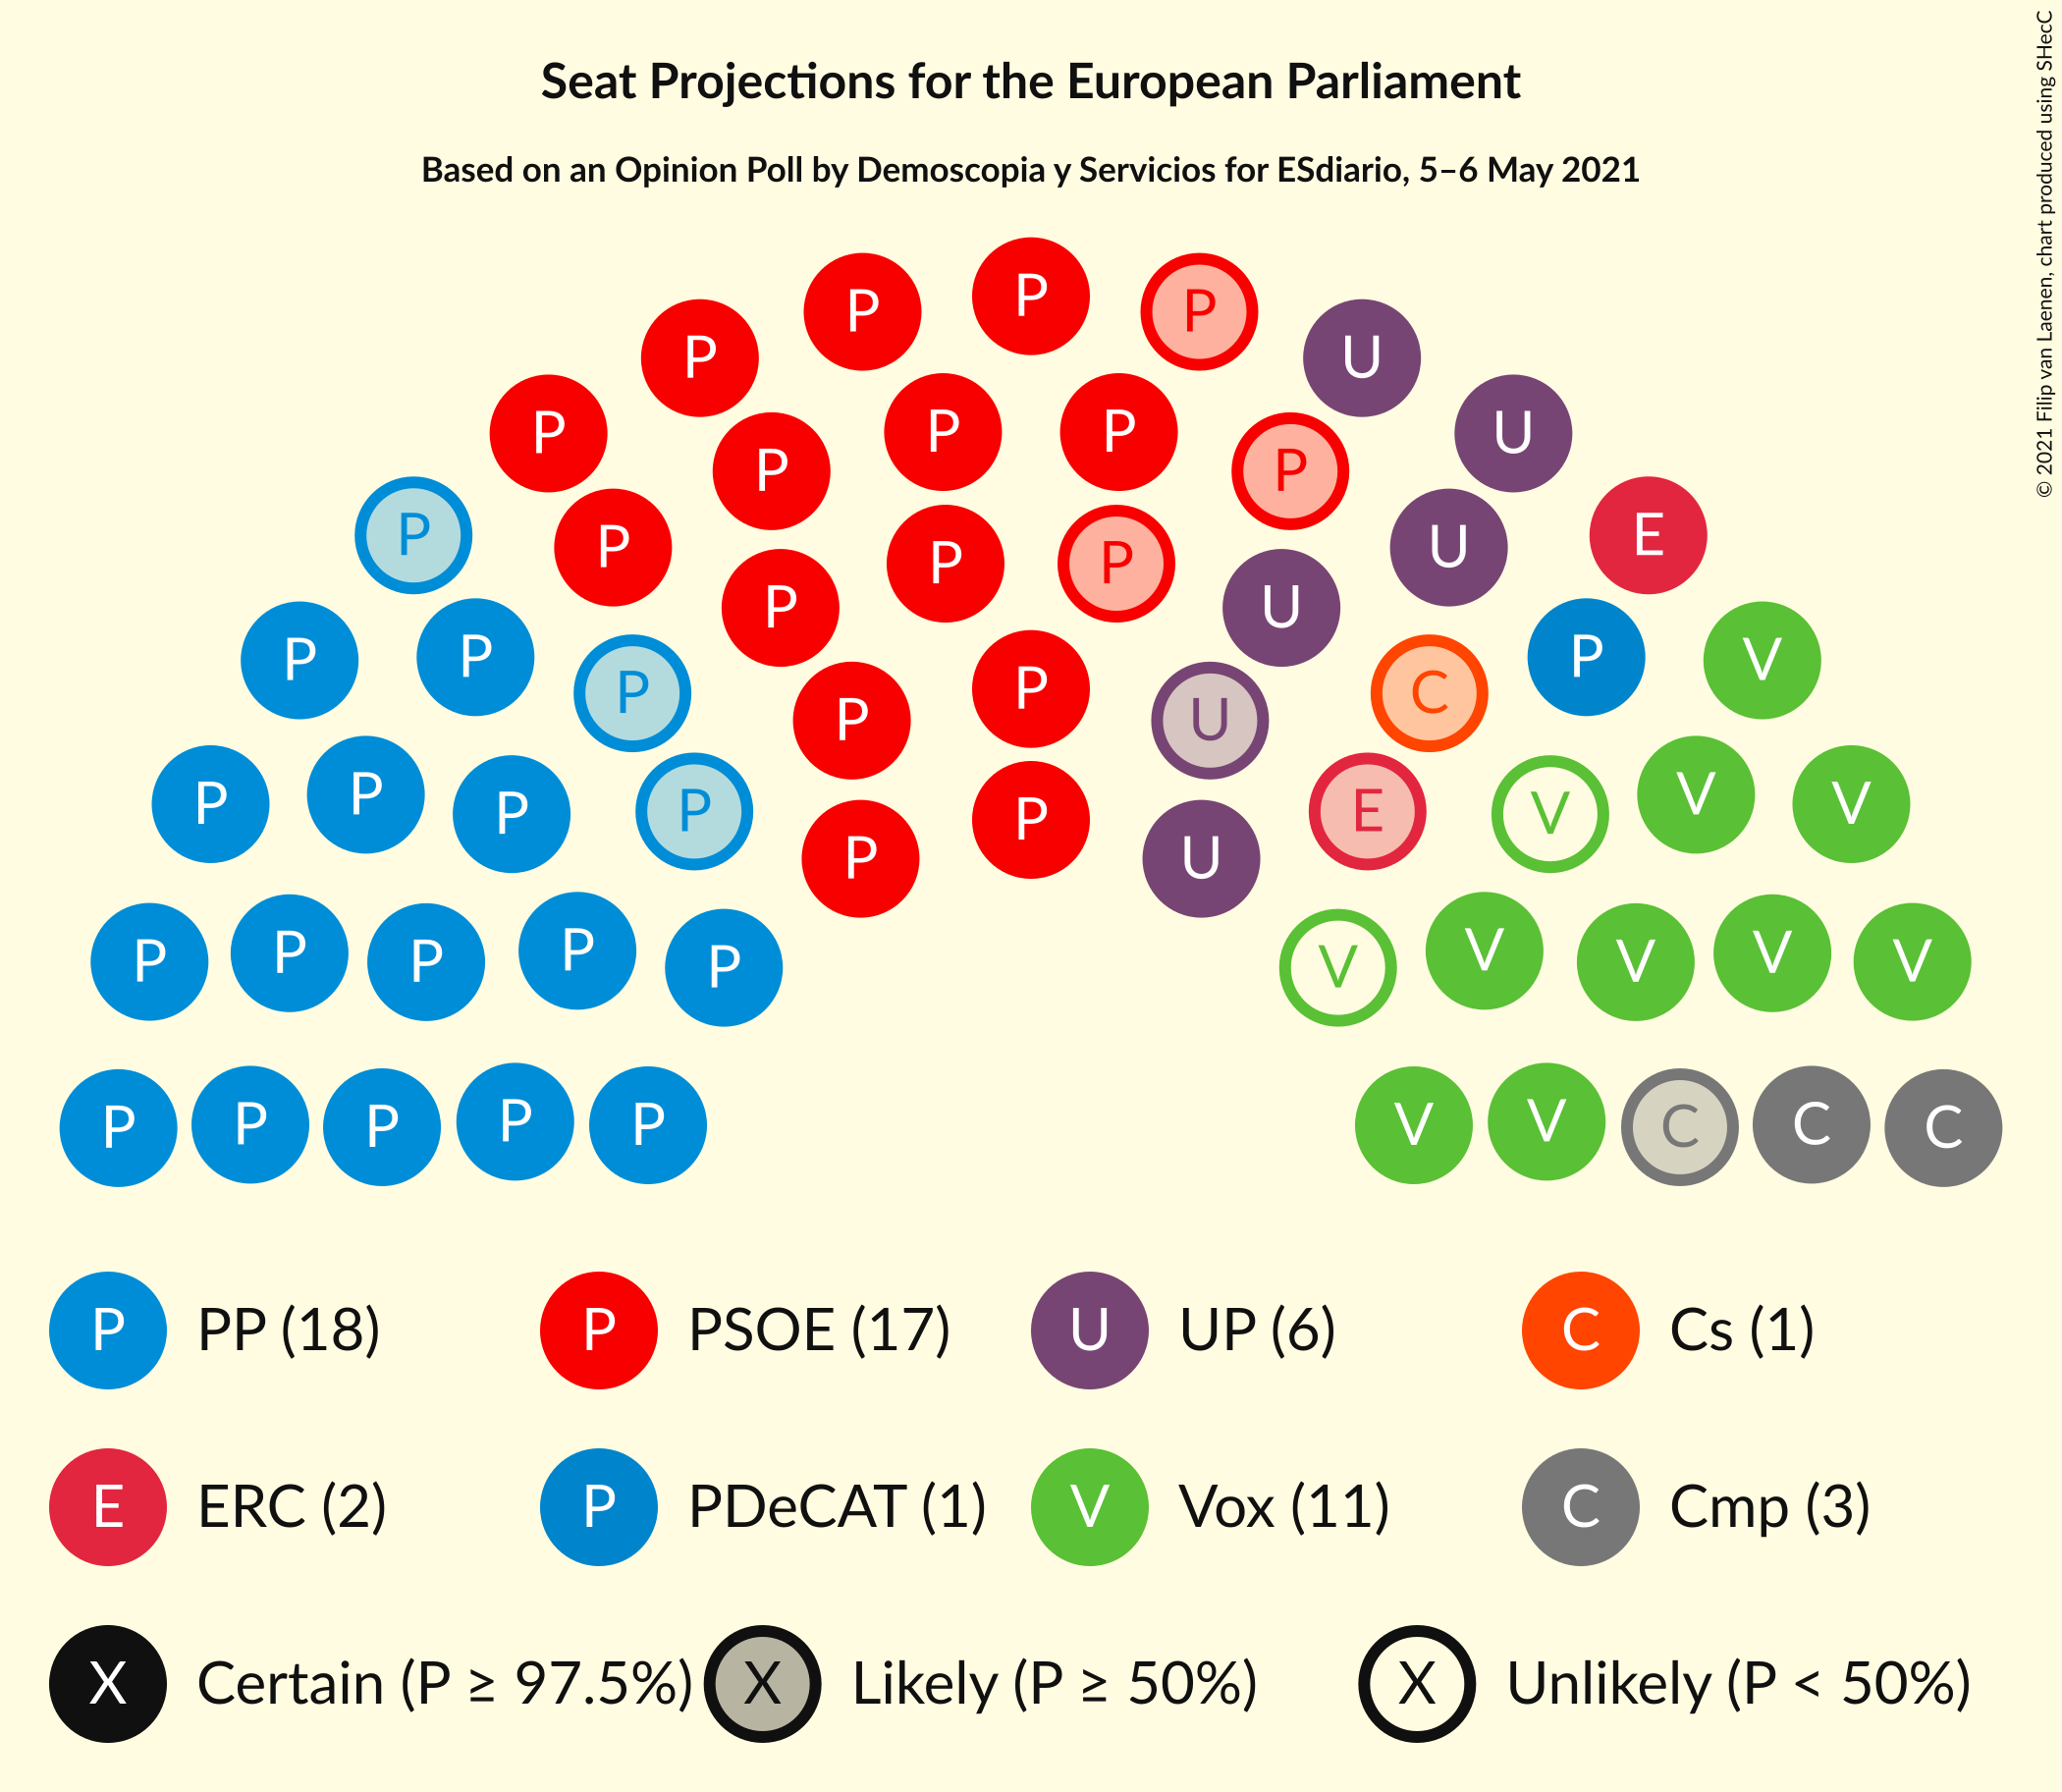 Seat Projections for the European Parliament
Based on an Opinion Poll by Demoscopia y Servicios for ESdiario, 5–6 May 2021
© 2021 Filip van Laenen, chart produced using SHecC
P
P P
P U
P P U
P P
P E
P P
P U
P P
P U
P P
P P V
P C
P P
U
P P P V V V
P E
P
P U
P P P P P V V V V V
P P P P P V V C C C
P PP (18) P PSOE (17) U UP (6) C Cs (1)
E ERC (2) P PDeCAT (1) V Vox (11) C Cmp (3)
X Certain (P ≥ 97.5%) X Likely (P ≥ 50%) X Unlikely (P < 50%)